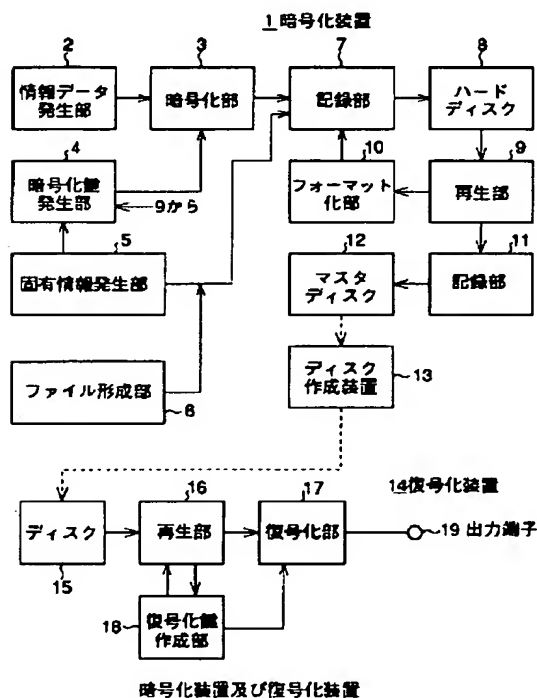 1 暗号化装置
2
3
7
8
情報データ
発生部
暗号化部
記録部
ハード
ディスク
4
10
9
暗号化鍵
発生部
9から
フォーマット
化部
再生部
5
12
11
固有情報発生部
マスタ
ディスク
記録部
ファイル形成部
6
ディスク
作成装置
13
16
17
14 復号化装置
ディスク
再生部
復号化部
19 出力端子
15
18
復号化鍵
作成部
暗号化装置及び復号化装置